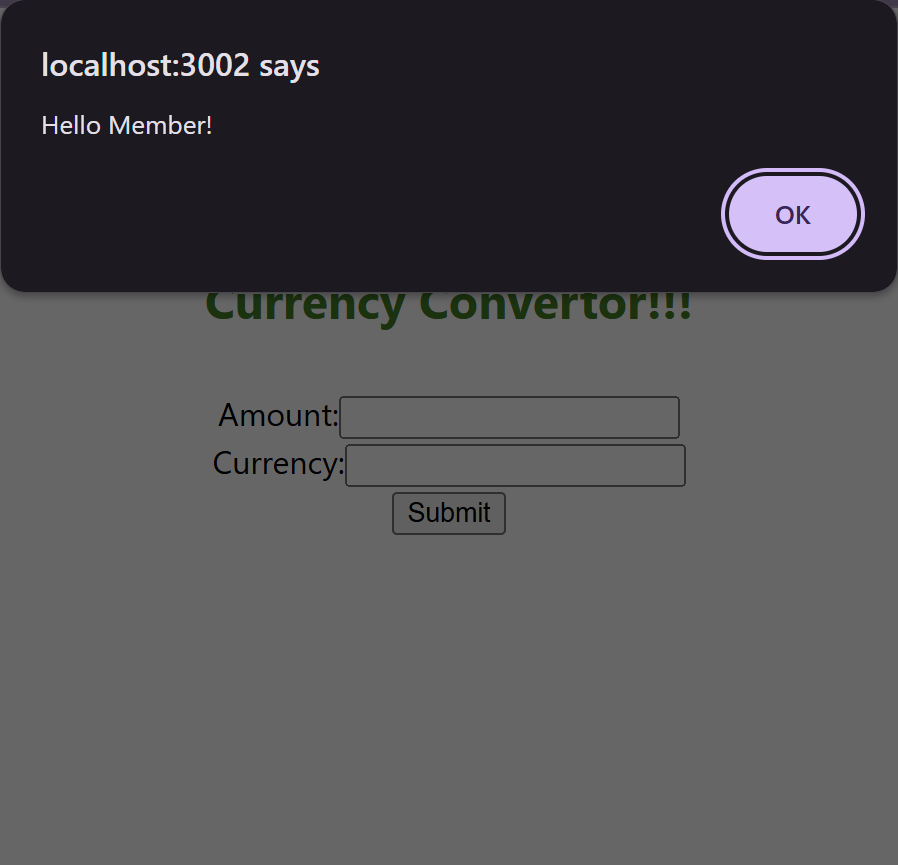 localhost:3002 says
Hello Member!
OK
Currency Convertor!!!
Amount:
Currency:
Submit